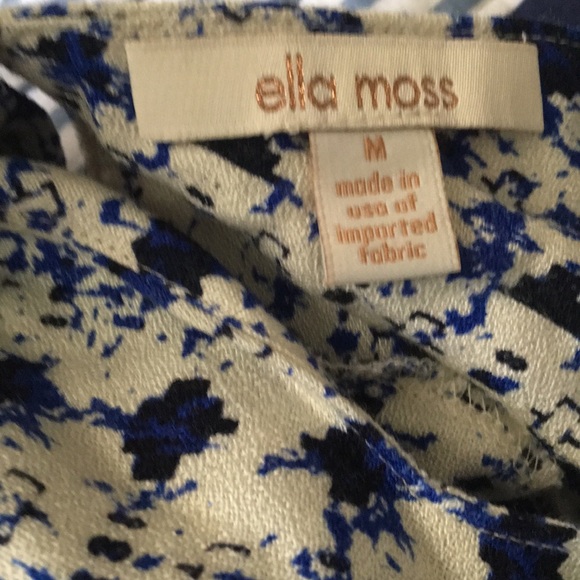 ella moss
M
made in
usa of
imported
fabric